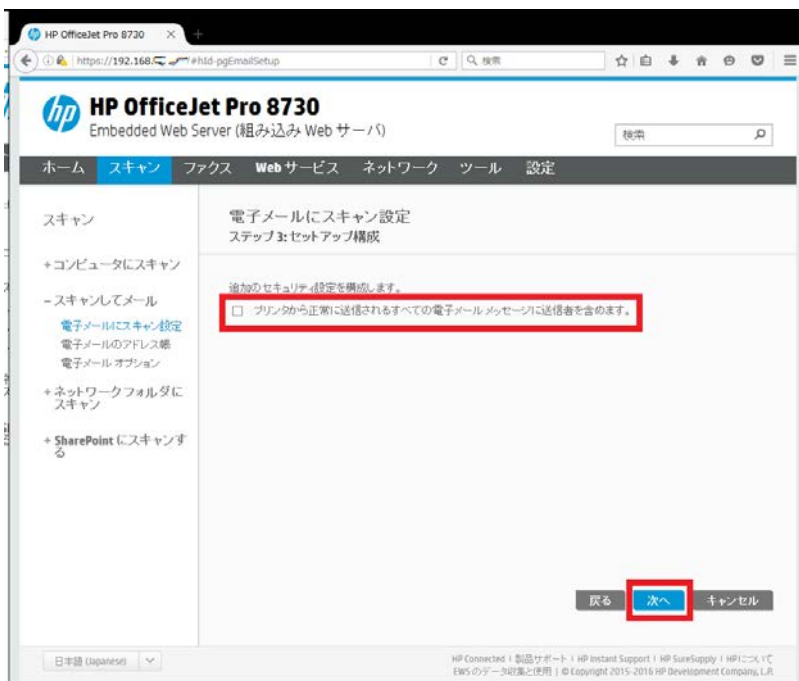 HP OfficeJet Pro 8730
https://192.168. #hId-pgEmailSetup
検索
hp HP OfficeJet Pro 8730
Embedded Web Server (組み込み Web サーバ)
検索
ホーム スキャン ファクス Web サービス ネットワーク ツール 設定
スキャン
+コンピュータにスキャン
-スキャンしてメール
電子メールにスキャン設定
電子メールのアドレス帳
電子メール オプション
+ネットワークフォルダに
スキャン
+ SharePoint にスキャンす
る
電子メールにスキャン設定
ステップ 3: セットアップ構成
追加のセキュリティ設定を構成します。
プリンタから正常に送信されるすべての電子メール メッセージに送信者を含めます。
戻る 次へ キャンセル
日本語 (Japanese)
HP Connected | 製品サポート | HP Instant Support | HP SureSupply | HPについて
EWS のデータ収集と使用 | © Copyright 2015-2016 HP Development Company, L.P.